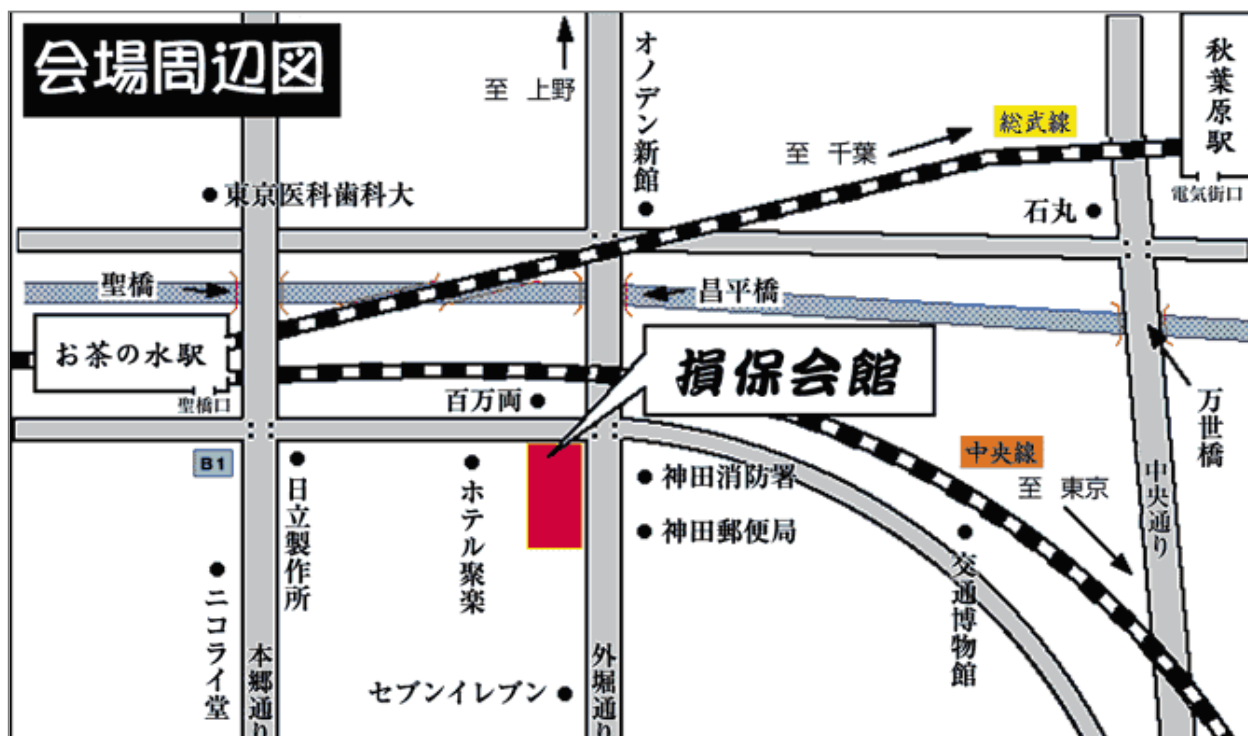 会場周辺図
至 上野
オノデン新館
総武線
至 千葉
秋葉原駅
電気街口
東京医科歯科大
石丸
聖橋
昌平橋
お茶の水駅
聖橋口
損保会館
百万両
万世橋
B1
日立製作所
ホテル聚楽
神田消防署
神田郵便局
中央線
至 東京
中央通り
交通博物館
ニコライ堂
本郷通り
セブンイレブン
外堀通り